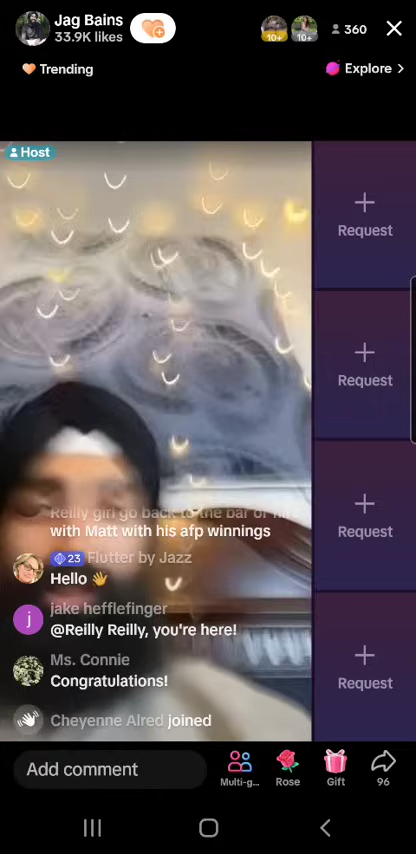 Jag Bains
33.9K likes
10+
10+
360
Trending
Explore >
Host
Request
Request
Request
Request
Reilly girl go back to the bar or
with Matt with his afp winnings
23 Flutter by Jazz
Hello 👋
j
jake hefflefinger
@Reilly Reilly, you're here!
Ms. Connie
Congratulations!
Cheyenne Alred joined
Add comment
Multi-g...
Rose
Gift
96